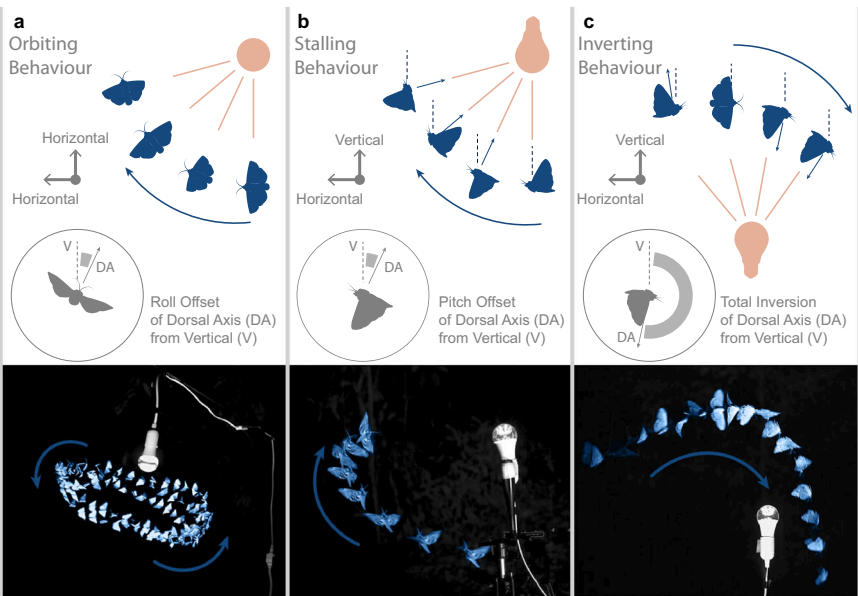 a
Orbiting
Behaviour
Horizontal
Horizontal
V
DA
Roll Offset
of Dorsal Axis (DA)
from Vertical (V)
b
Stalling
Behaviour
Vertical
Horizontal
V
DA
Pitch Offset
of Dorsal Axis (DA)
from Vertical (V)
c
Inverting
Behaviour
Vertical
Horizontal
V
DA
Total Inversion
of Dorsal Axis (DA)
from Vertical (V)